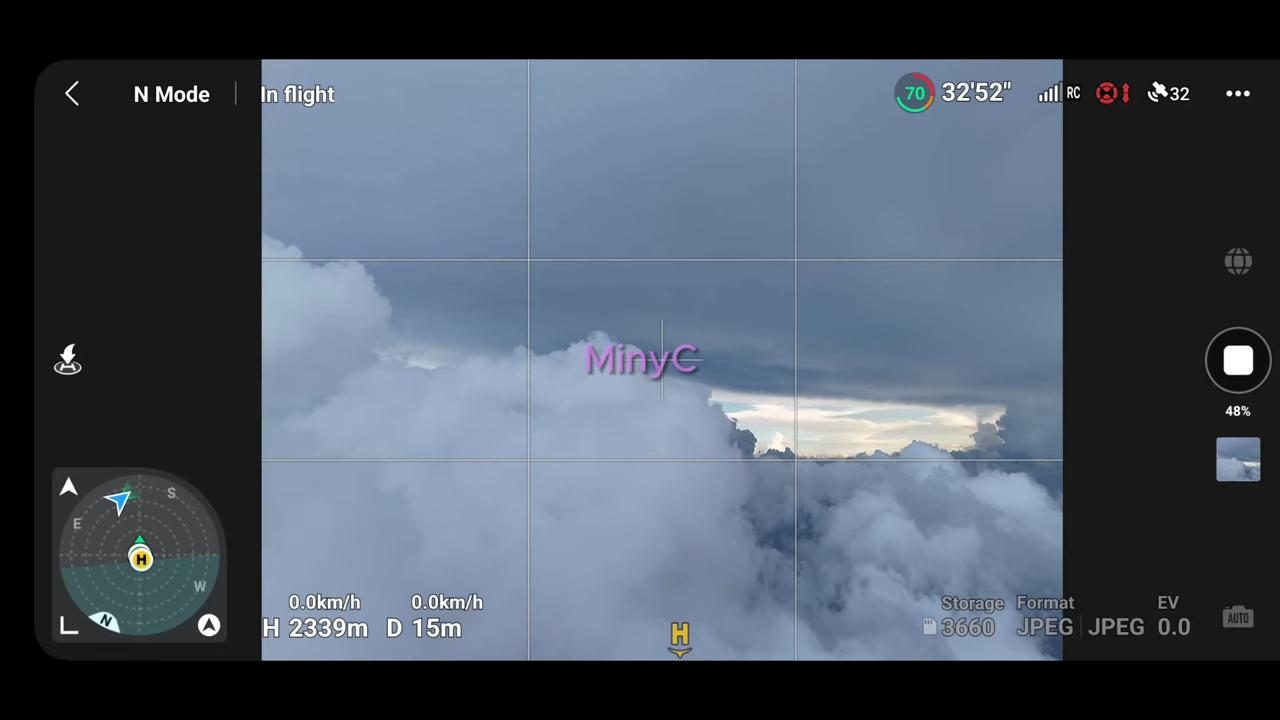 N Mode
In flight
70
32'52"
RC
32
MinyC
48%
S
E
H
W
N
0.0km/h
0.0km/h
H 2339m
D 15m
H
Storage
Format
EV
3660
JPEG
JPEG
0.0
AUTO